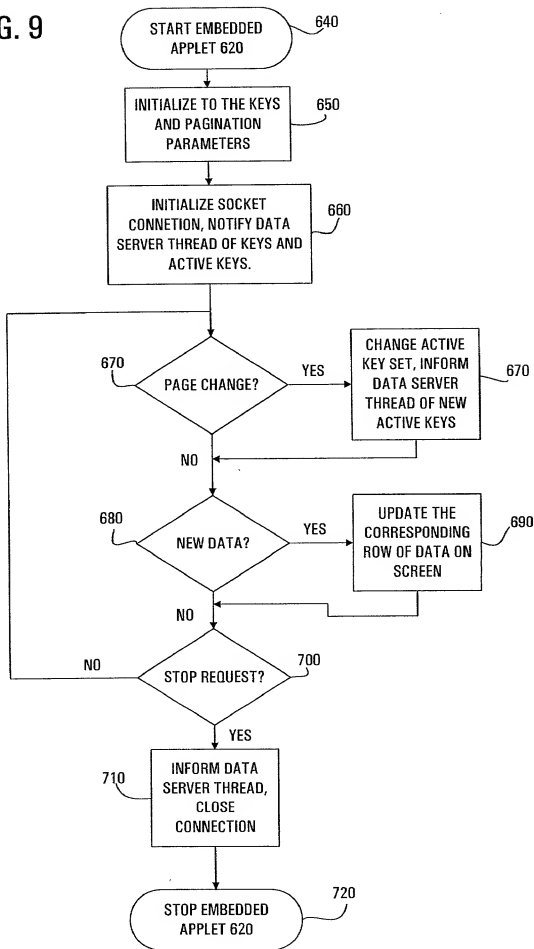 G. 9
START EMBEDDED
APPLET 620
640
INITIALIZE TO THE KEYS
AND PAGINATION
PARAMETERS
650
INITIALIZE SOCKET
CONNETION, NOTIFY DATA
SERVER THREAD OF KEYS AND
ACTIVE KEYS.
660
670
PAGE CHANGE?
YES
CHANGE ACTIVE
KEY SET, INFORM
DATA SERVER
THREAD OF NEW
ACTIVE KEYS
670
NO
680
NEW DATA?
YES
UPDATE THE
CORRESPONDING
ROW OF DATA ON
SCREEN
690
NO
NO
STOP REQUEST?
700
YES
710
INFORM DATA
SERVER THREAD,
CLOSE
CONNECTION
STOP EMBEDDED
APPLET 620
720